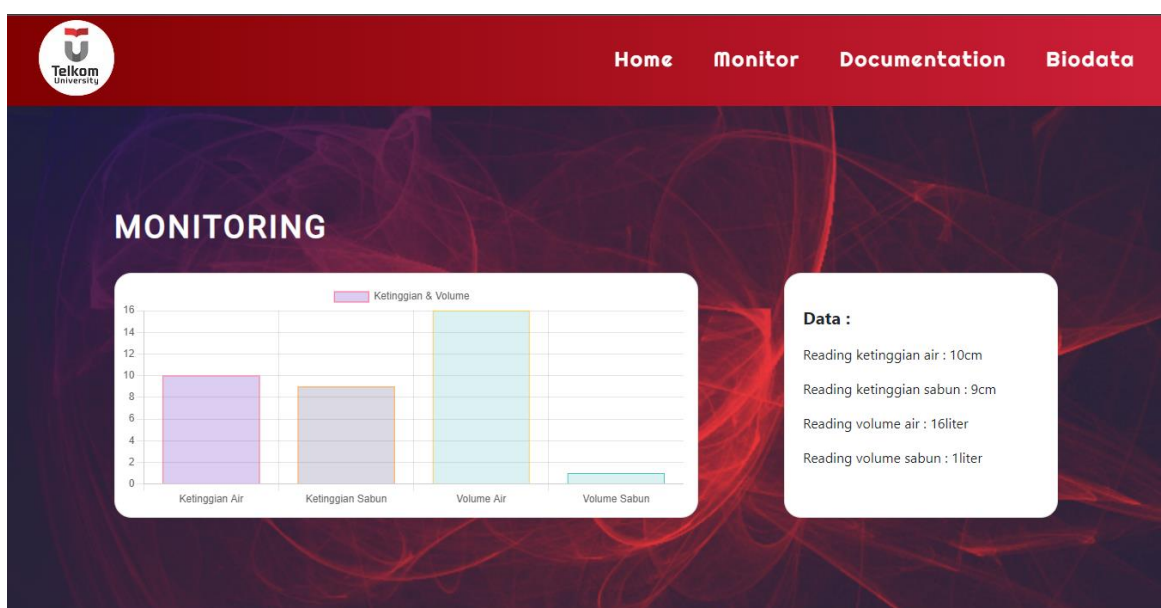 Telkom
University
Home Monitor Documentation Biodata
MONITORING
Ketinggian & Volume
16
14
12
10
8
6
4
2
0
Ketinggian Air Ketinggian Sabun Volume Air Volume Sabun
Data :
Reading ketinggian air : 10cm
Reading ketinggian sabun : 9cm
Reading volume air : 16liter
Reading volume sabun : 1liter